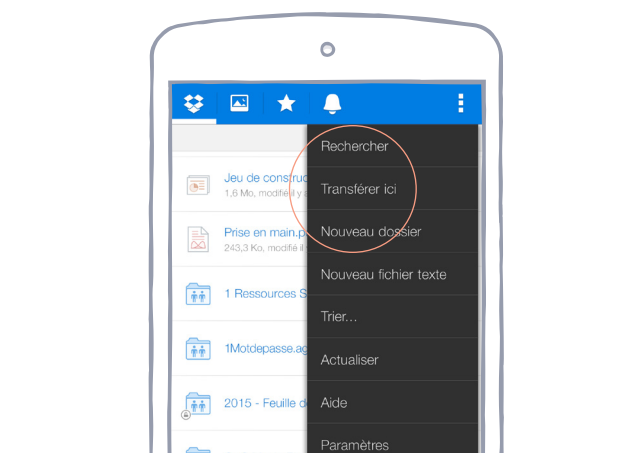 Rechercher
Jeu de construc
1,6 Mo, modifié il y
Transférer ici
Prise en main.p
243,3 Ko, modifié il
Nouveau dossier
Nouveau fichier texte
1 Ressources S
Trier...
1Motdepasse.ag
Actualiser
2015 - Feuille d
Aide
Paramètres